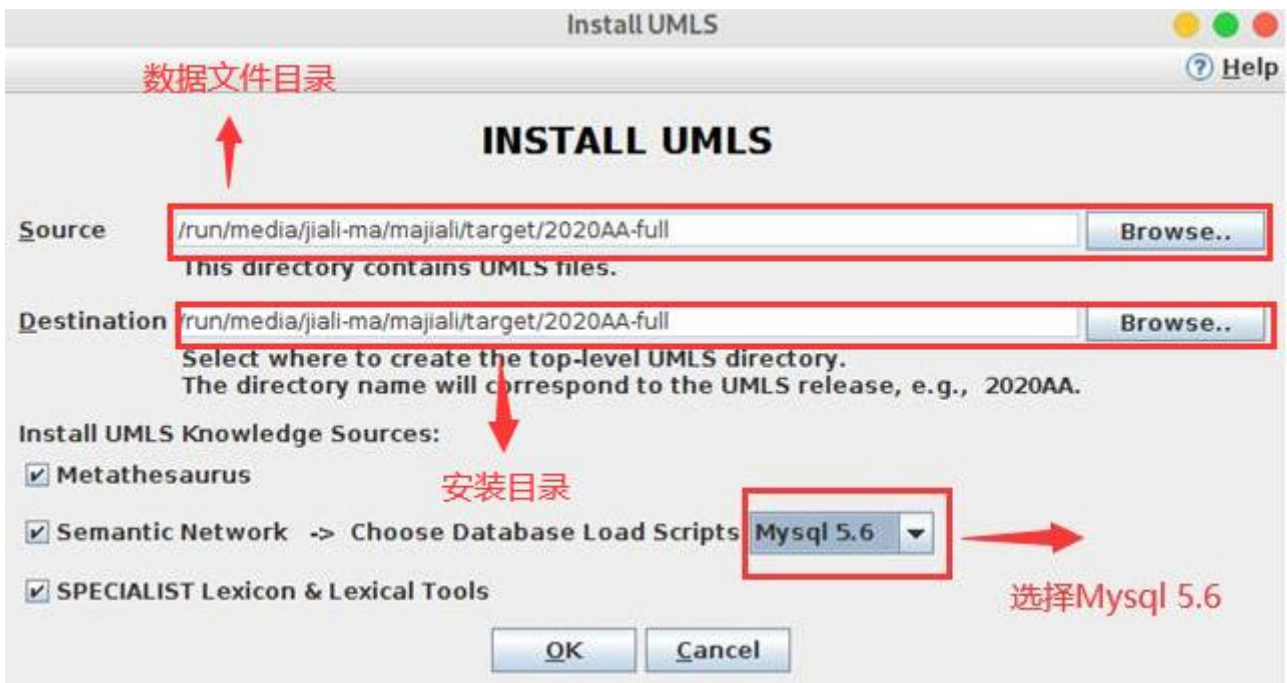 Install UMLS
Help
数据文件目录
INSTALL UMLS
Source /run/media/jiali-ma/majiali/target/2020AA-full Browse..
This directory contains UMLS files.
Destination /run/media/jiali-ma/majiali/target/2020AA-full Browse..
Select where to create the top-level UMLS directory.
The directory name will correspond to the UMLS release, e.g., 2020AA.
Install UMLS Knowledge Sources:
Metathesaurus
安装目录
Semantic Network -> Choose Database Load Scripts Mysql 5.6
SPECIALIST Lexicon & Lexical Tools
选择Mysql 5.6
OK Cancel